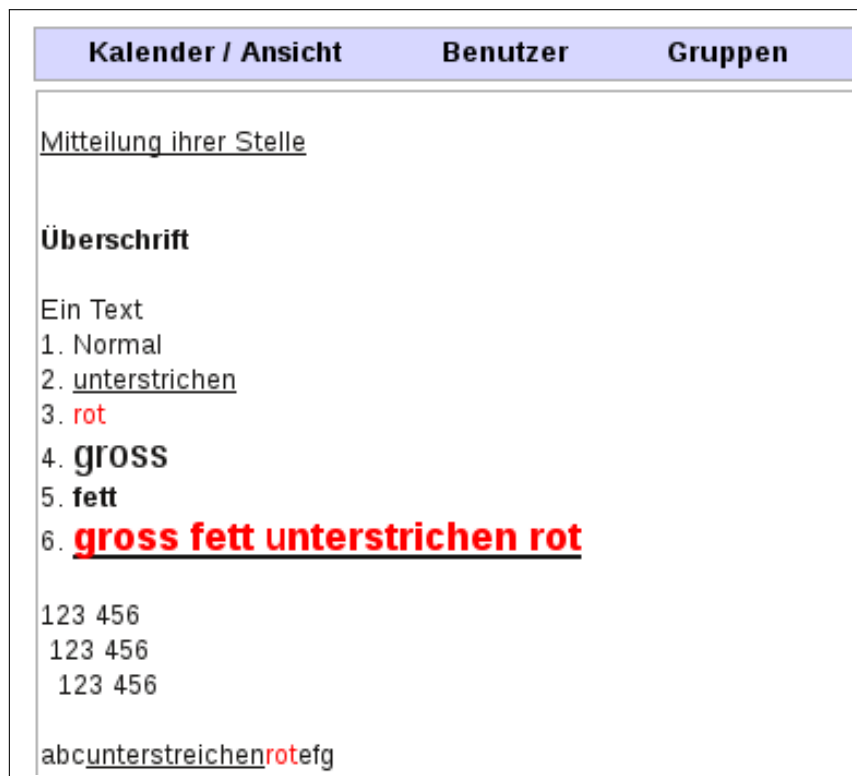 Kalender / Ansicht Benutzer Gruppen
Mitteilung ihrer Stelle
Überschrift
Ein Text
1. Normal
2. unterstrichen
3. rot
4. gross
5. fett
6. gross fett unterstrichen rot
123 456
123 456
123 456
abcunterstreichenrotefg